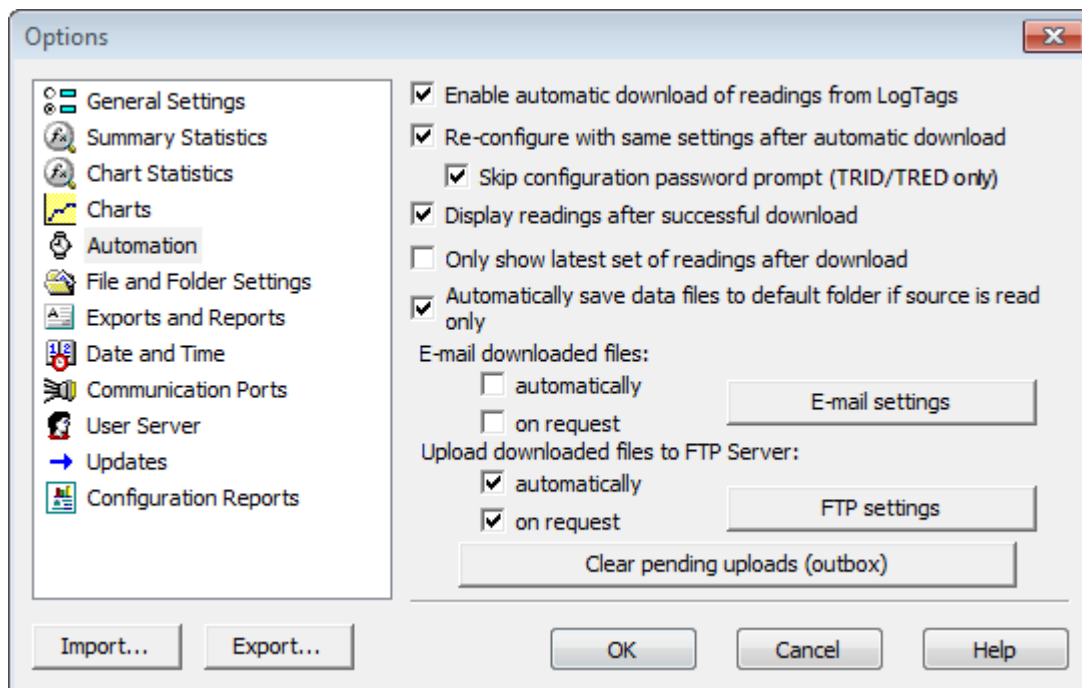 Options
General Settings
Summary Statistics
Chart Statistics
Charts
Automation
File and Folder Settings
Exports and Reports
Date and Time
Communication Ports
User Server
Updates
Configuration Reports
Enable automatic download of readings from LogTags
Re-configure with same settings after automatic download
Skip configuration password prompt (TRID/TRED only)
Display readings after successful download
Only show latest set of readings after download
Automatically save data files to default folder if source is read
only
E-mail downloaded files:
automatically
on request
E-mail settings
Upload downloaded files to FTP Server:
automatically
on request
FTP settings
Clear pending uploads (outbox)
Import...
Export...
OK
Cancel
Help